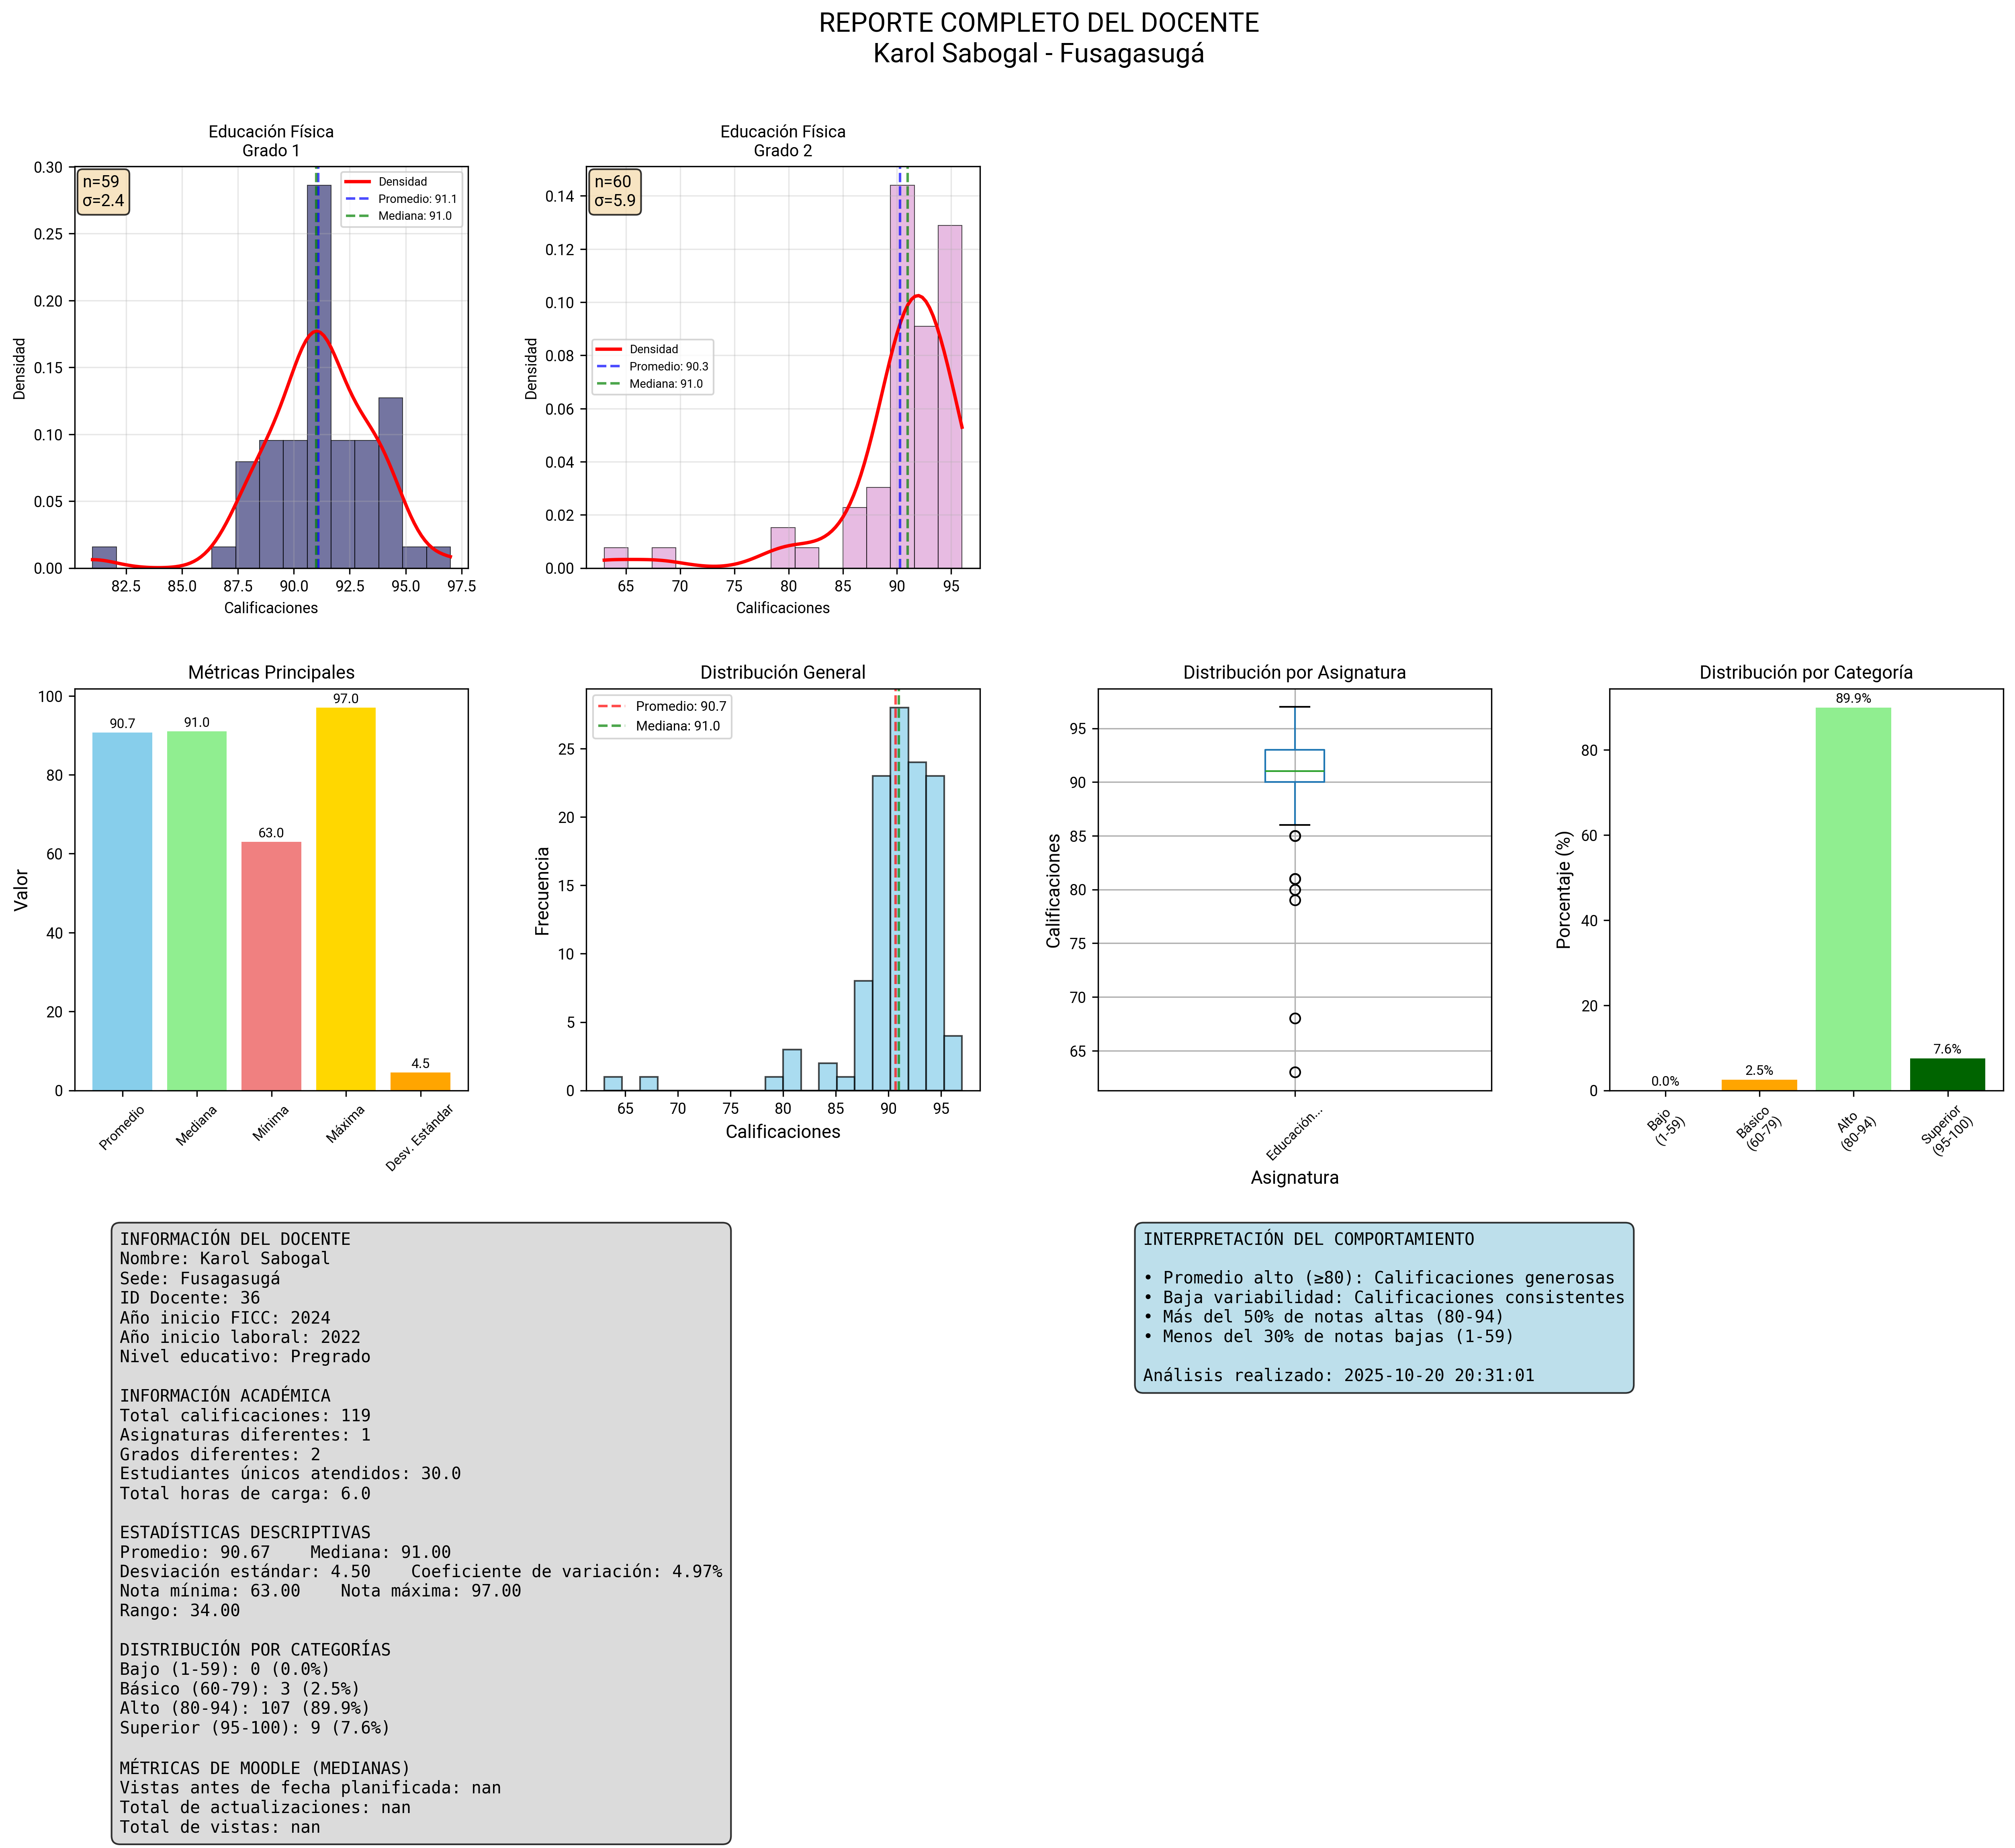 REPORTE COMPLETO DEL DOCENTE
Karol Sabogal - Fusagasugá
Educación Física
Grado 1
n=59
σ=2.4
Densidad
Promedio: 91.1
Mediana: 91.0
0.30
0.25
0.20
0.15
0.10
0.05
0.00
Densidad
82.5 85.0 87.5 90.0 92.5 95.0 97.5
Calificaciones
Educación Física
Grado 2
n=60
σ=5.9
Densidad
Promedio: 90.3
Mediana: 91.0
0.14
0.12
0.10
0.08
0.06
0.04
0.02
0.00
Densidad
65 70 75 80 85 90 95
Calificaciones
Métricas Principales
100
80
60
40
20
0
Valor
90.7
91.0
63.0
97.0
4.5
Promedio
Mediana
Mínima
Máxima
Desv. Estándar
Distribución General
Promedio: 90.7
Mediana: 91.0
25
20
15
10
5
0
Frecuencia
65 70 75 80 85 90 95
Calificaciones
Distribución por Asignatura
95
90
85
80
75
70
65
Calificaciones
Educación...
Asignatura
Distribución por Categoría
80
60
40
20
0
Porcentaje (%)
0.0%
2.5%
89.9%
7.6%
Bajo
(1-59)
Básico
(60-79)
Alto
(80-94)
Superior
(95-100)
INFORMACIÓN DEL DOCENTE
Nombre: Karol Sabogal
Sede: Fusagasugá
ID Docente: 36
Año inicio FICC: 2024
Año inicio laboral: 2022
Nivel educativo: Pregrado
INFORMACIÓN ACADÉMICA
Total calificaciones: 119
Asignaturas diferentes: 1
Grados diferentes: 2
Estudiantes únicos atendidos: 30.0
Total horas de carga: 6.0
ESTADÍSTICAS DESCRIPTIVAS
Promedio: 90.67    Mediana: 91.00
Desviación estándar: 4.50    Coeficiente de variación: 4.97%
Nota mínima: 63.00    Nota máxima: 97.00
Rango: 34.00
DISTRIBUCIÓN POR CATEGORÍAS
Bajo (1-59): 0 (0.0%)
Básico (60-79): 3 (2.5%)
Alto (80-94): 107 (89.9%)
Superior (95-100): 9 (7.6%)
MÉTRICAS DE MOODLE (MEDIANAS)
Vistas antes de fecha planificada: nan
Total de actualizaciones: nan
Total de vistas: nan
INTERPRETACIÓN DEL COMPORTAMIENTO
• Promedio alto (≥80): Calificaciones generosas
• Baja variabilidad: Calificaciones consistentes
• Más del 50% de notas altas (80-94)
• Menos del 30% de notas bajas (1-59)
Análisis realizado: 2025-10-20 20:31:01